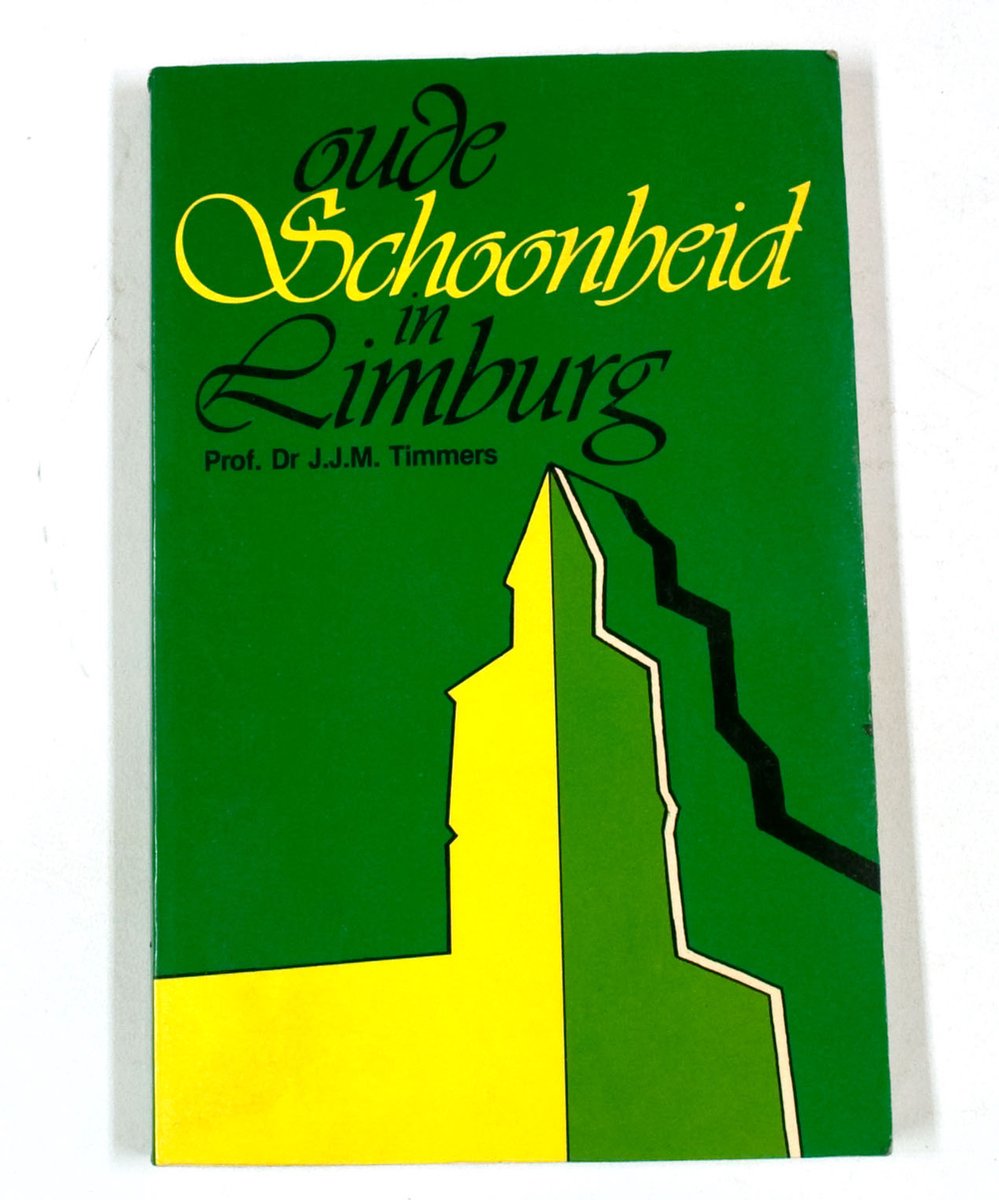 oude
Schoonheid
in
Limburg
Prof. Dr J.J.M. Timmers